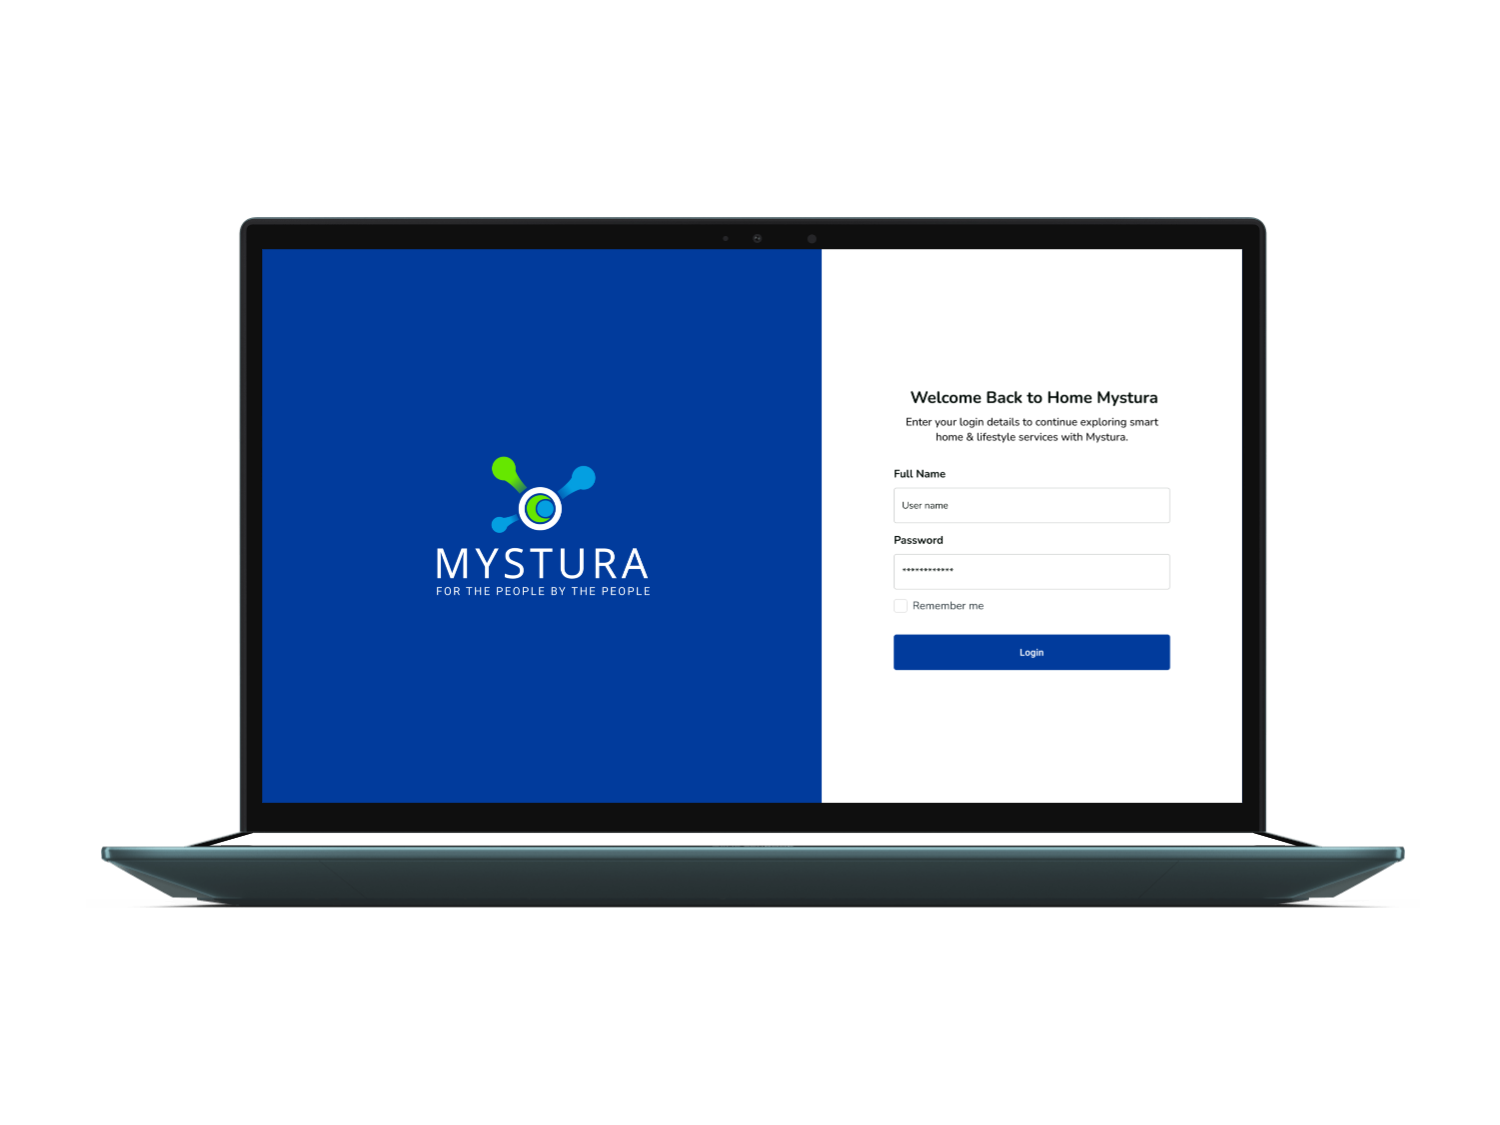 MYSTURA
FOR THE PEOPLE BY THE PEOPLE
Welcome Back to Home Mystura
Enter your login details to continue exploring smart
home & lifestyle services with Mystura.
Full Name
User name
Password
************
Remember me
Login